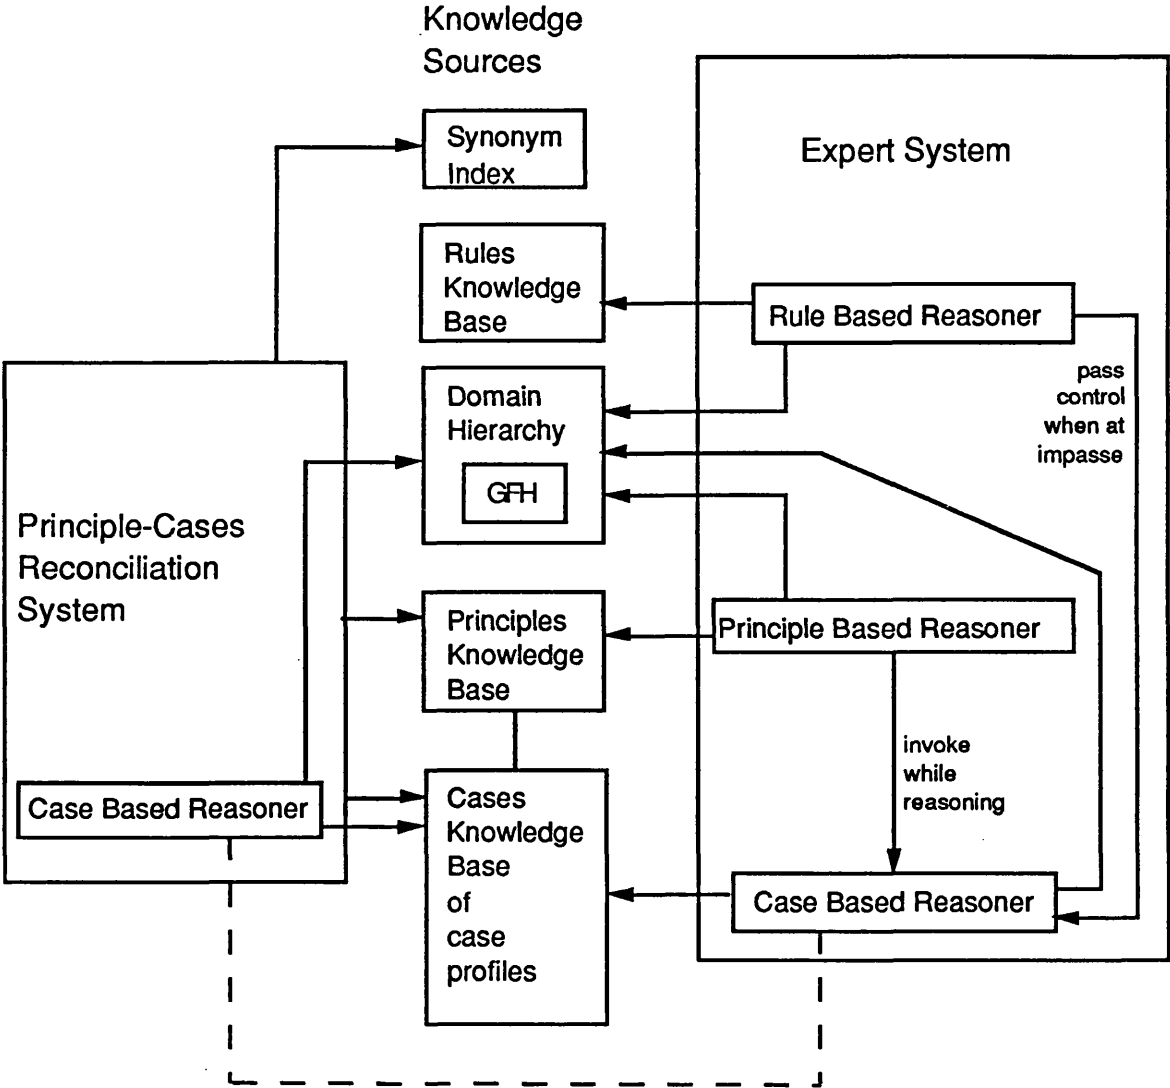 Knowledge
Sources
Synonym
Index
Rules
Knowledge
Base
Domain
Hierarchy
GFH
Principles
Knowledge
Base
Cases
Knowledge
Base
of
case
profiles
Principle-Cases
Reconciliation
System
Case Based Reasoner
Expert System
Rule Based Reasoner
pass
control
when at
impasse
Principle Based Reasoner
invoke
while
reasoning
Case Based Reasoner